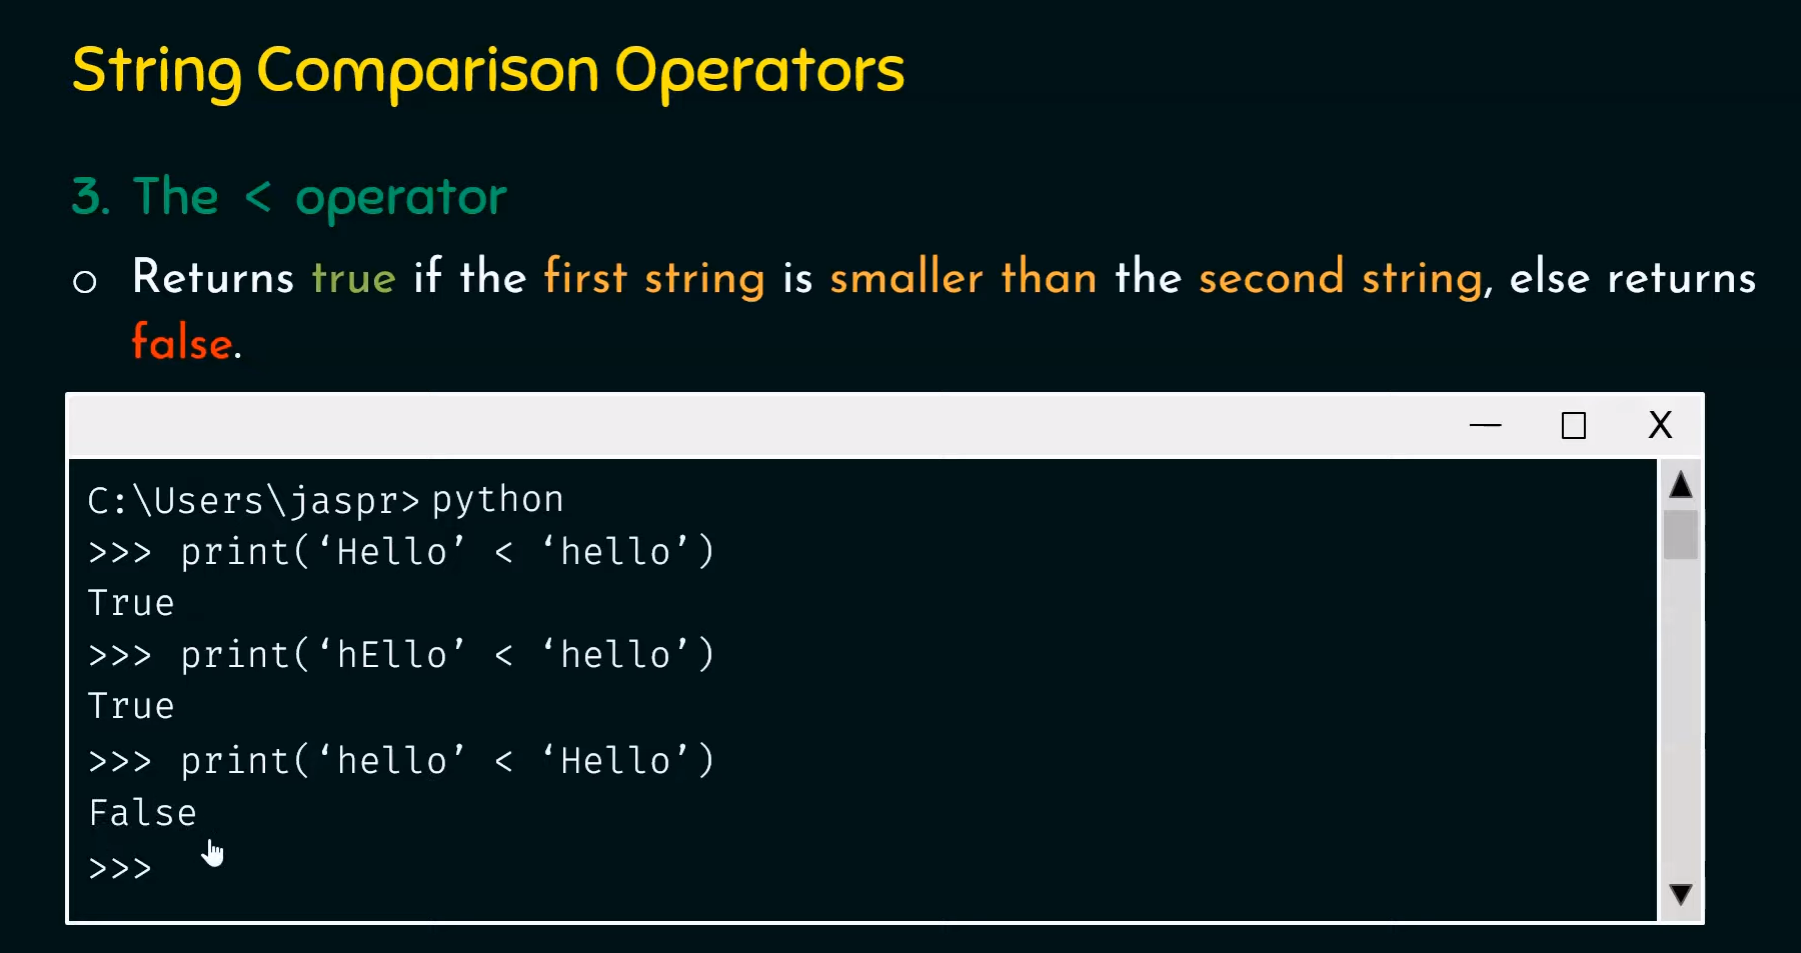 String Comparison Operators
3. The < operator
Returns true if the first string is smaller than the second string, else returns
false.
X
C:\Users\jaspr> python
>>> print(‘Hello’ < ‘hello’)
True
>>> print(‘hEllo’ < ‘hello’)
True
>>> print(‘hello’ < ‘Hello’)
False
>>>